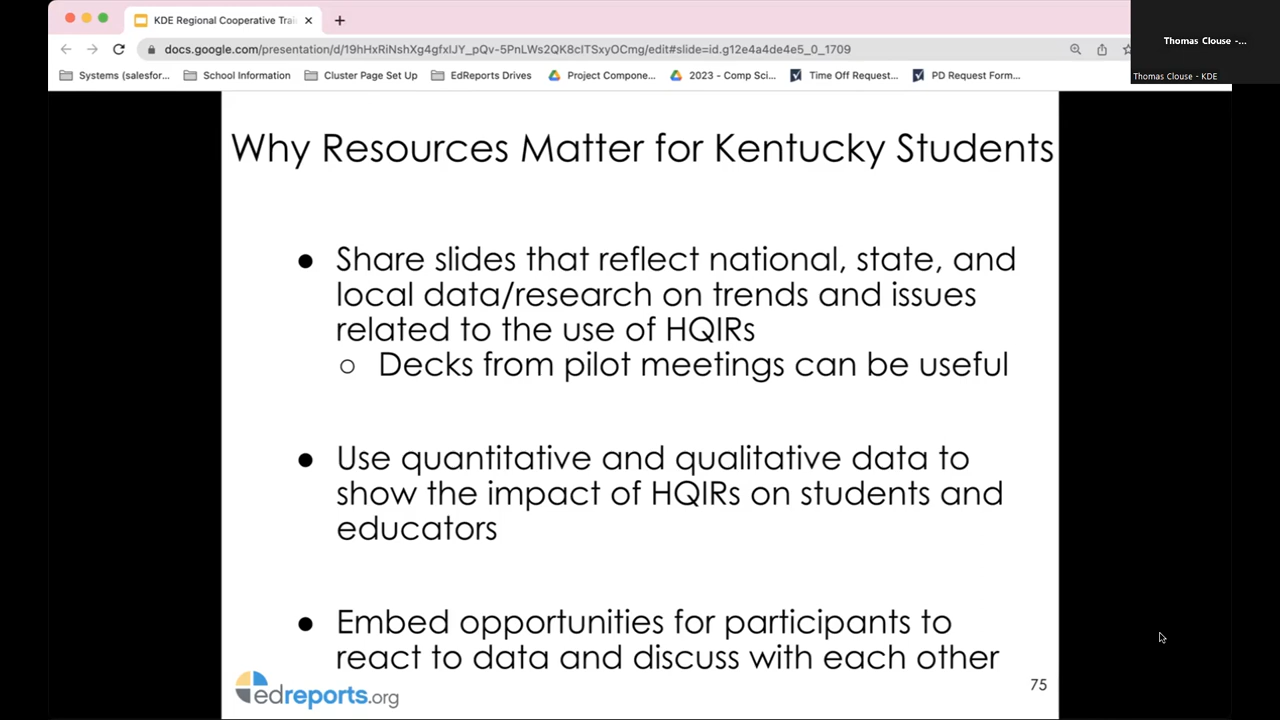 KDE Regional Cooperative Trai
Thomas Clouse -...
docs.google.com/presentation/d/19hHxRiNshXg4gfxIJY_pQv-5PnLWs2QK8clTSxyOCmg/edit#slide=id.g12e4a4de4e5_0_1709
Systems (salesfor... School Information Cluster Page Set Up EdReports Drives Project Compone... 2023 - Comp Sci... Time Off Request... PD Request Form...
Thomas Clouse - KDE
Why Resources Matter for Kentucky Students
● Share slides that reflect national, state, and
local data/research on trends and issues
related to the use of HQIRs
○ Decks from pilot meetings can be useful
● Use quantitative and qualitative data to
show the impact of HQIRs on students and
educators
● Embed opportunities for participants to
react to data and discuss with each other
edreports.org
75